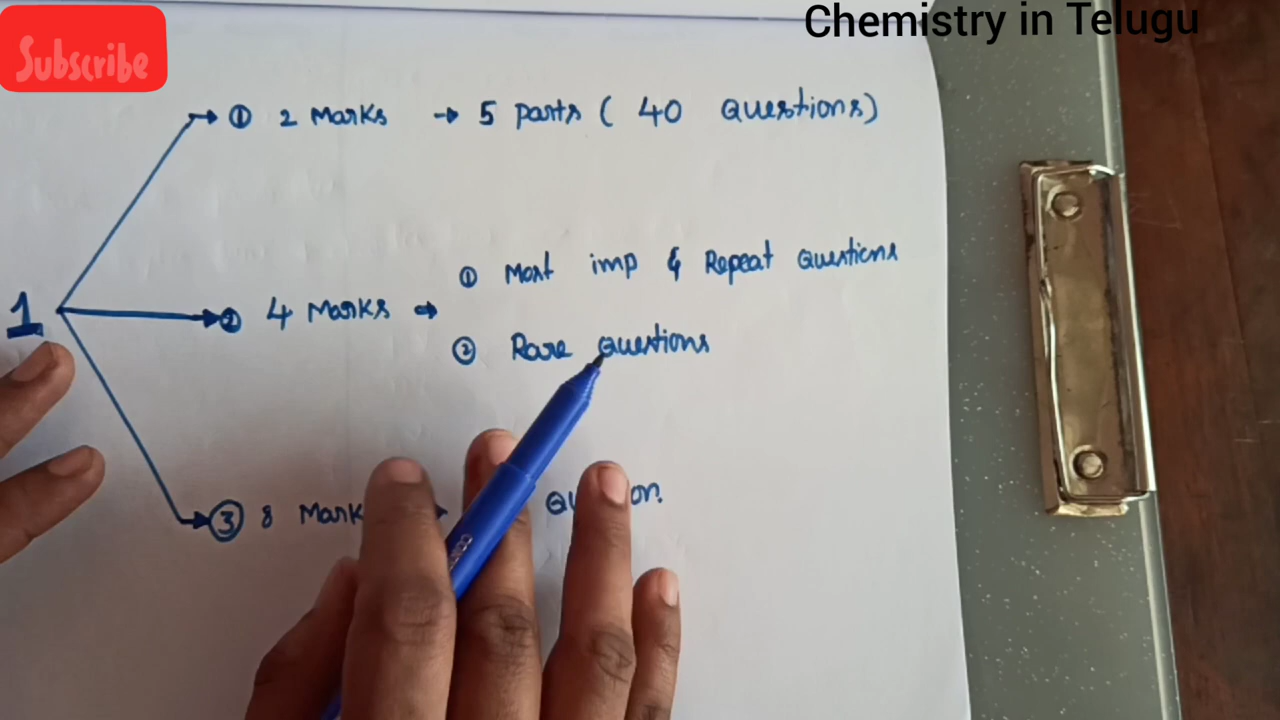 Chemistry in Telugu
Subscribe
① 2 Marks → 5 parts ( 40 Questions)
① Most imp & Repeat Questions
1
② 4 Marks →
② Rare Questions
③ 8